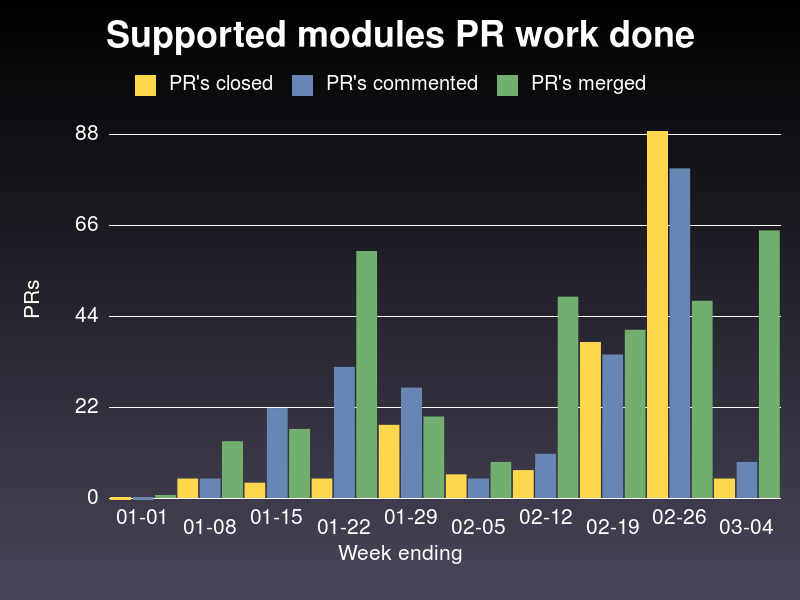 Supported modules PR work done
PR's closed PR's commented PR's merged
88
66
44
22
0
PRs
01-01 01-08 01-15 01-22 01-29 02-05 02-12 02-19 02-26 03-04
Week ending